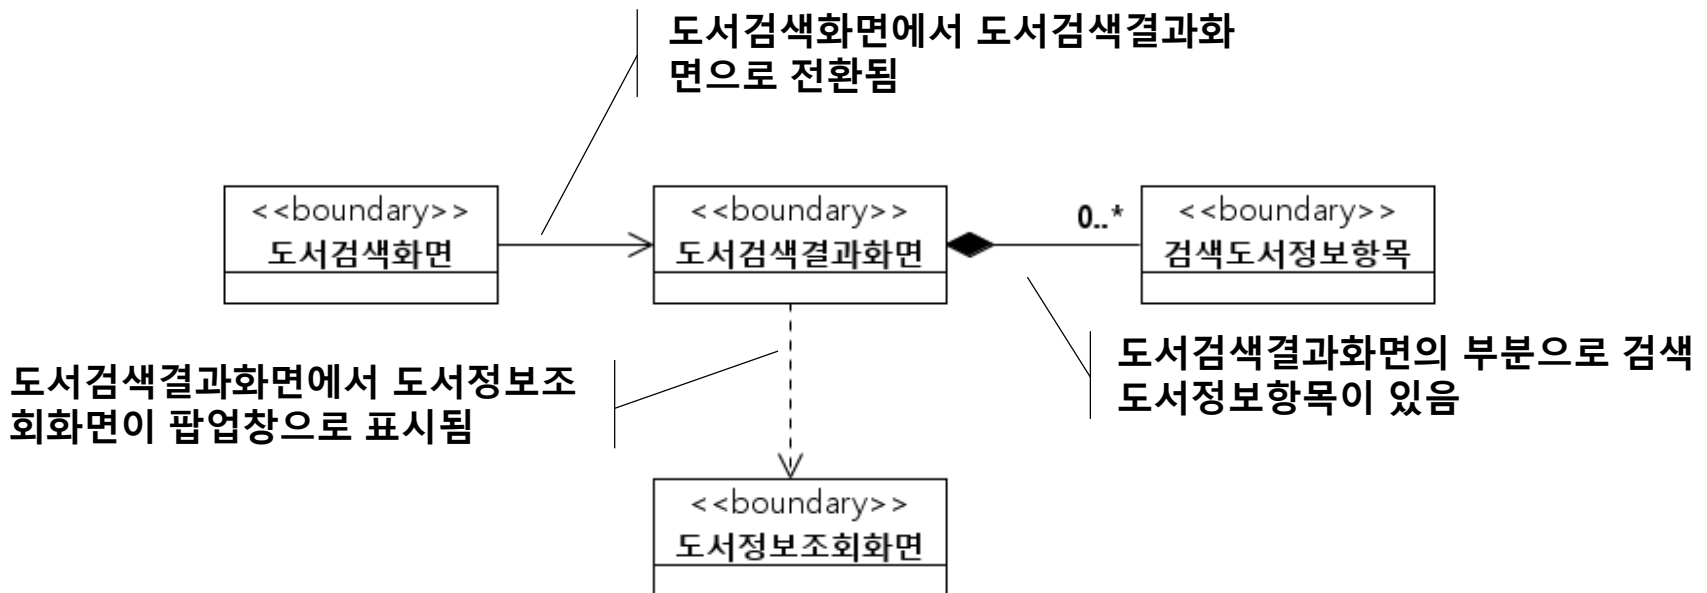 도서검색화면에서 도서검색결과화
면으로 전환됨
<<boundary>>
도서검색화면
<<boundary>>
도서검색결과화면
0..*
<<boundary>>
검색도서정보항목
도서검색결과화면에서 도서정보조
회화면이 팝업창으로 표시됨
도서검색결과화면의 부분으로 검색
도서정보항목이 있음
<<boundary>>
도서정보조회화면